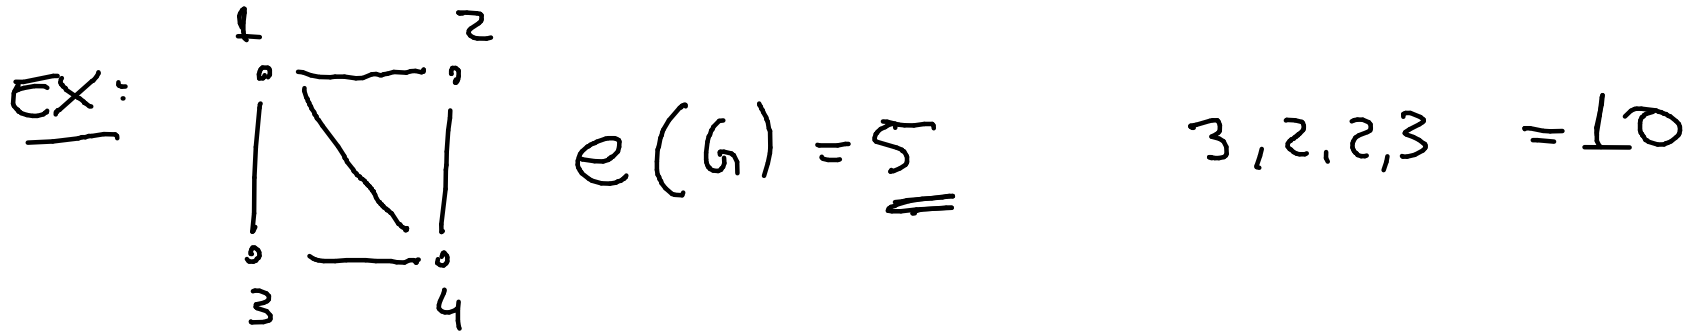 1 2
EX: e(G) = 5 3, 2, 2, 3 = 10
3 4